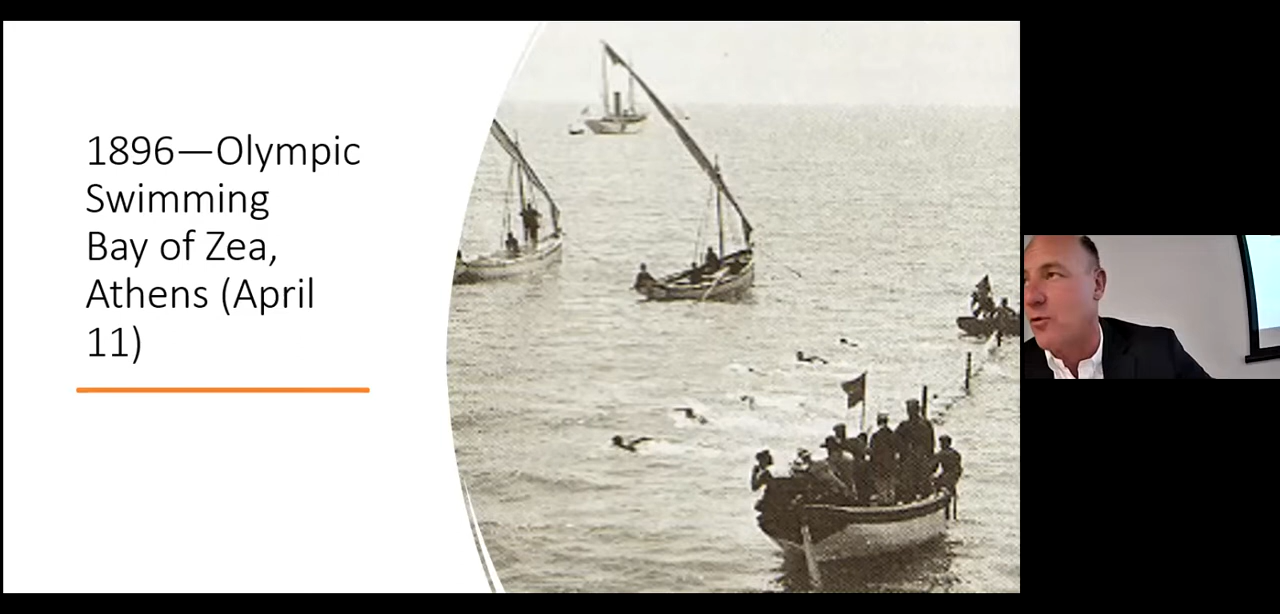 1896—Olympic
Swimming
Bay of Zea,
Athens (April
11)